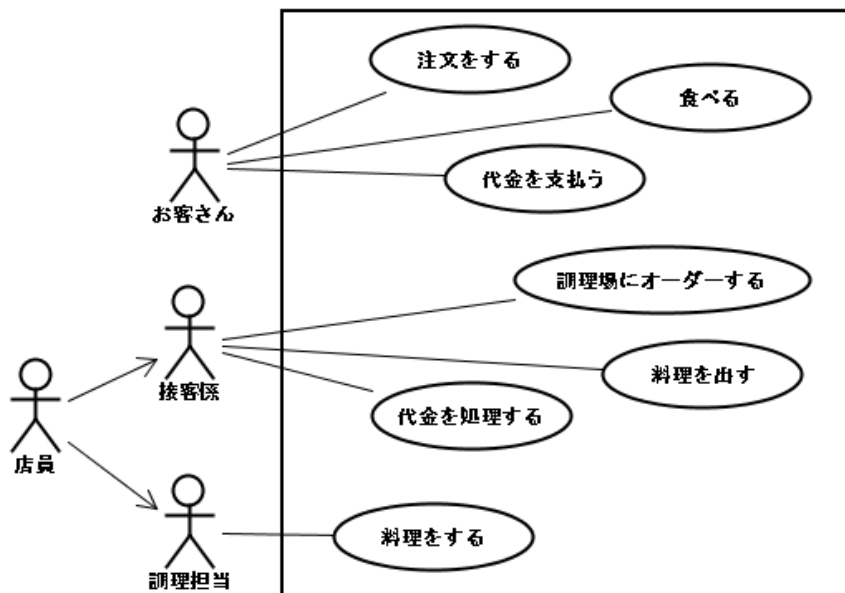 注文をする
食べる
代金を支払う
お客さん
調理場にオーダーする
料理を出す
接客係
代金を処理する
店員
料理をする
調理担当